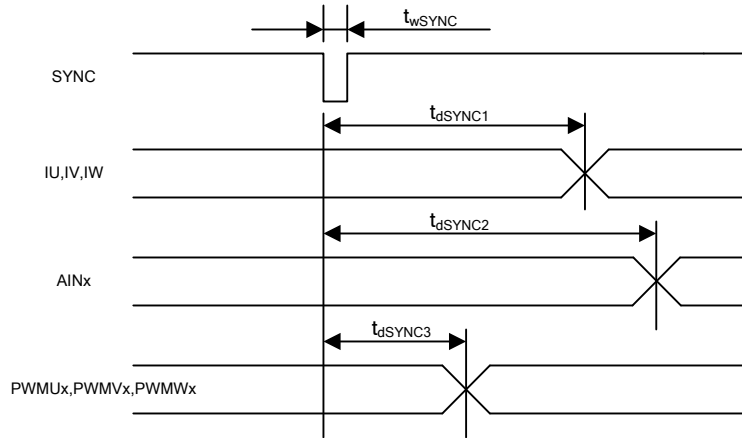 twSYNC
SYNC
tdSYNC1
IU,IV,IW
tdSYNC2
AINx
tdSYNC3
PWMUx,PWMVx,PWMWx